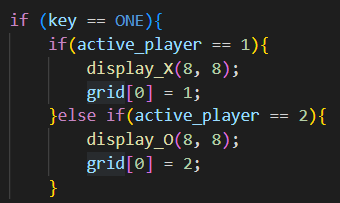 if (key == ONE){
    if(active_player == 1){
        display_X(8, 8);
        grid[0] = 1;
    }else if(active_player == 2){
        display_O(8, 8);
        grid[0] = 2;
    }